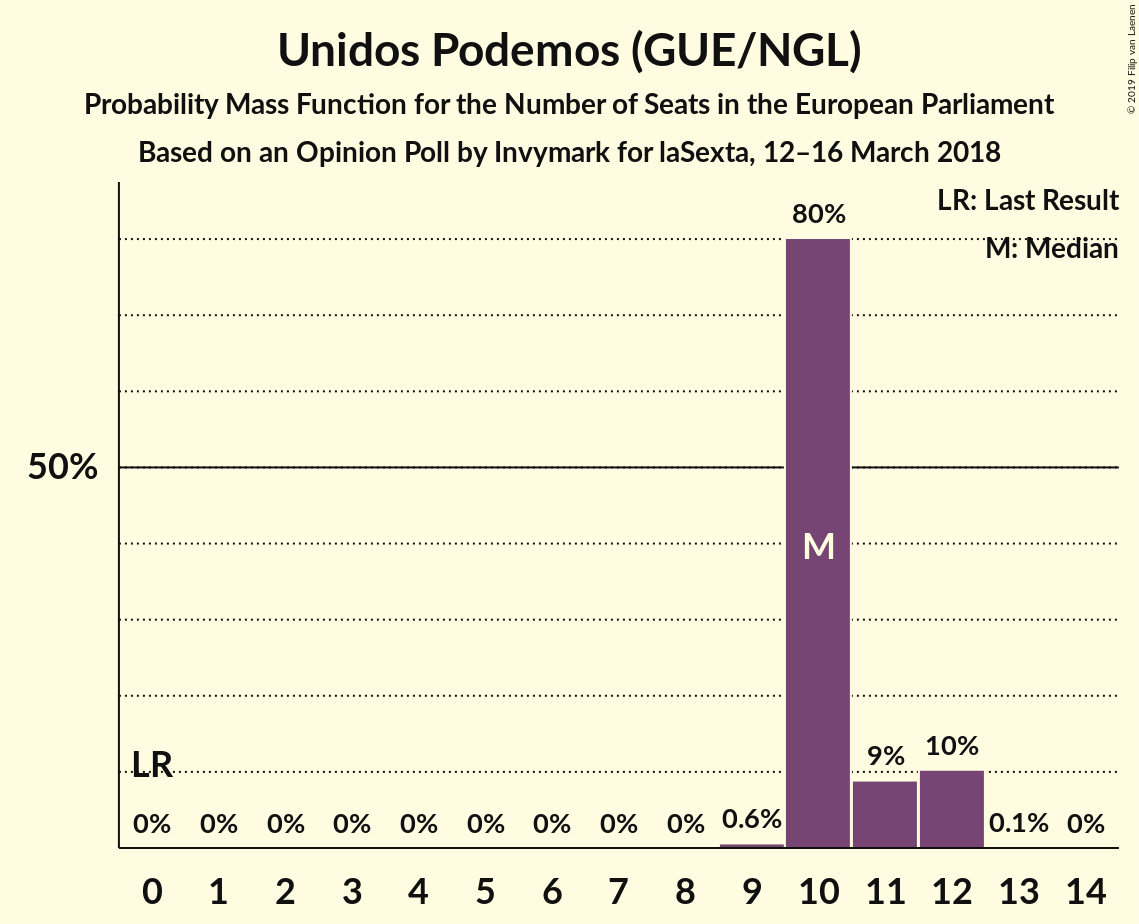 Unidos Podemos (GUE/NGL)
Probability Mass Function for the Number of Seats in the European Parliament
Based on an Opinion Poll by Invymark for laSexta, 12–16 March 2018
© 2019 Filip van Laenen
LR: Last Result
M: Median
80%
50%
M
LR
0% 0% 0% 0% 0% 0% 0% 0% 0% 0.6% 9% 10% 0.1% 0%
0 1 2 3 4 5 6 7 8 9 10 11 12 13 14